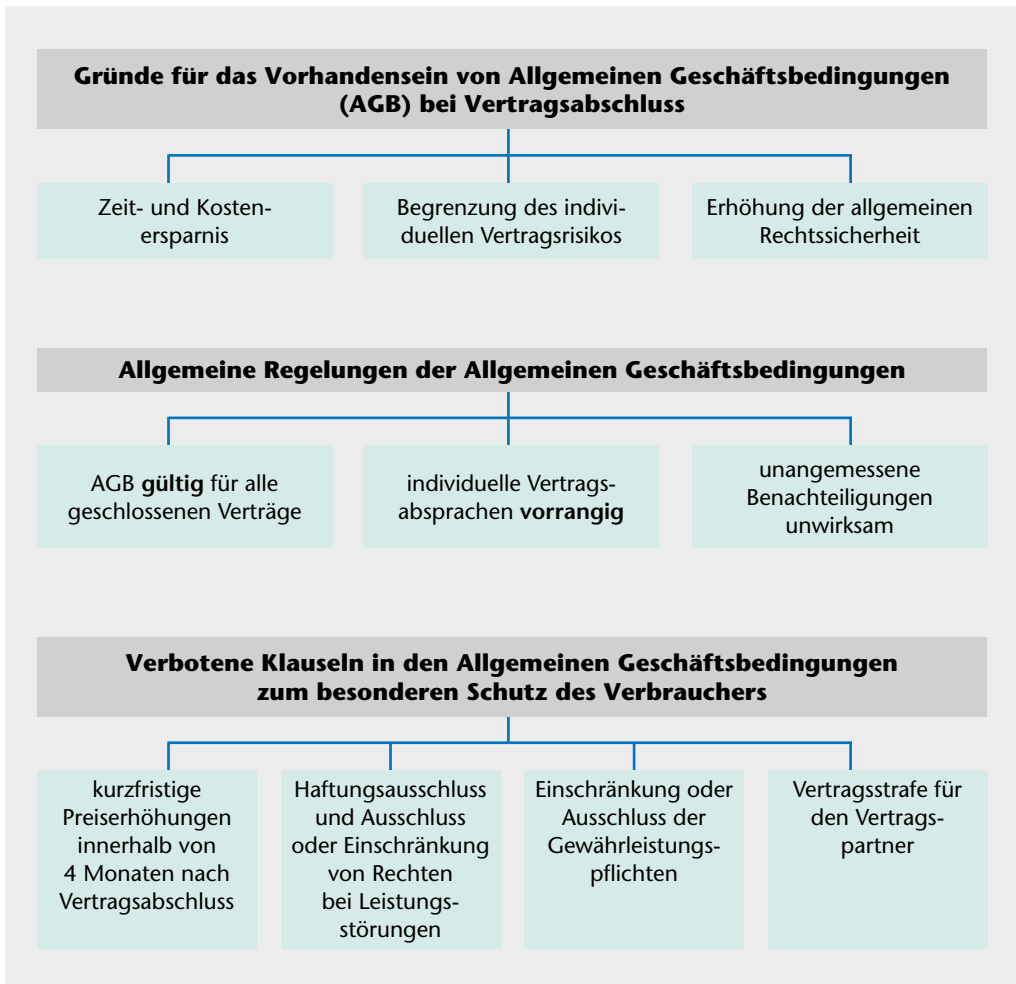 Gründe für das Vorhandensein von Allgemeinen Geschäftsbedingungen
(AGB) bei Vertragsabschluss
Zeit- und Kosten-
ersparnis
Begrenzung des indivi-
duellen Vertragsrisikos
Erhöhung der allgemeinen
Rechtssicherheit
Allgemeine Regelungen der Allgemeinen Geschäftsbedingungen
AGB gültig für alle
geschlossenen Verträge
individuelle Vertrags-
absprachen vorrangig
unangemessene
Benachteiligungen
unwirksam
Verbotene Klauseln in den Allgemeinen Geschäftsbedingungen
zum besonderen Schutz des Verbrauchers
kurzfristige
Preiserhöhungen
innerhalb von
4 Monaten nach
Vertragsabschluss
Haftungsausschluss
und Ausschluss
oder Einschränkung
von Rechten
bei Leistungs-
störungen
Einschränkung oder
Ausschluss der
Gewährleistungs-
pflichten
Vertragsstrafe für
den Vertrags-
partner